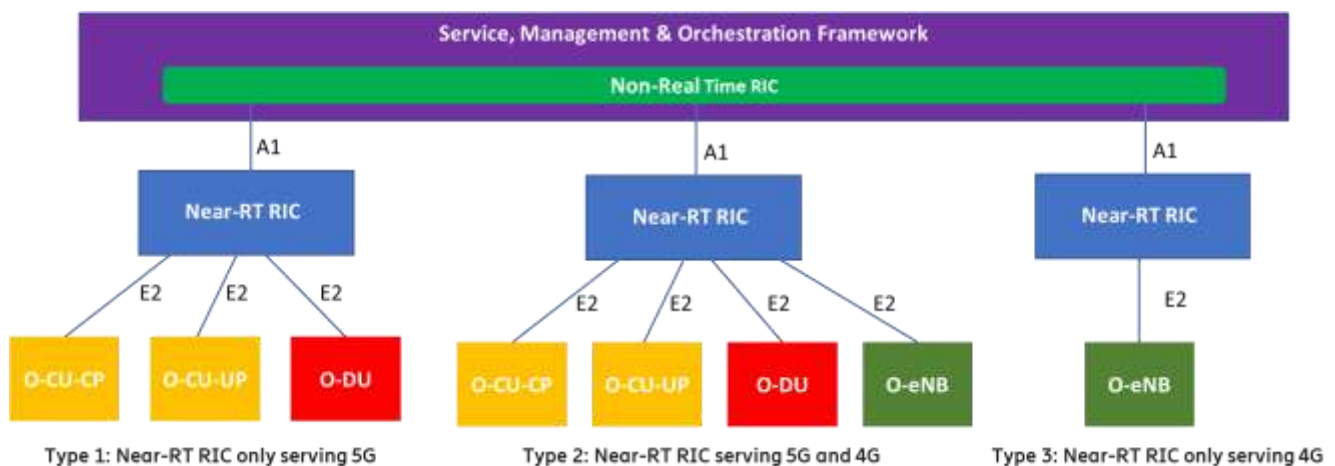 Service, Management & Orchestration Framework
Non-Real Time RIC
A1
A1
A1
Near-RT RIC
Near-RT RIC
Near-RT RIC
E2
E2
E2
E2
E2
E2
E2
E2
O-CU-CP
O-CU-UP
O-DU
O-CU-CP
O-CU-UP
O-DU
O-eNB
O-eNB
Type 1: Near-RT RIC only serving 5G
Type 2: Near-RT RIC serving 5G and 4G
Type 3: Near-RT RIC only serving 4G